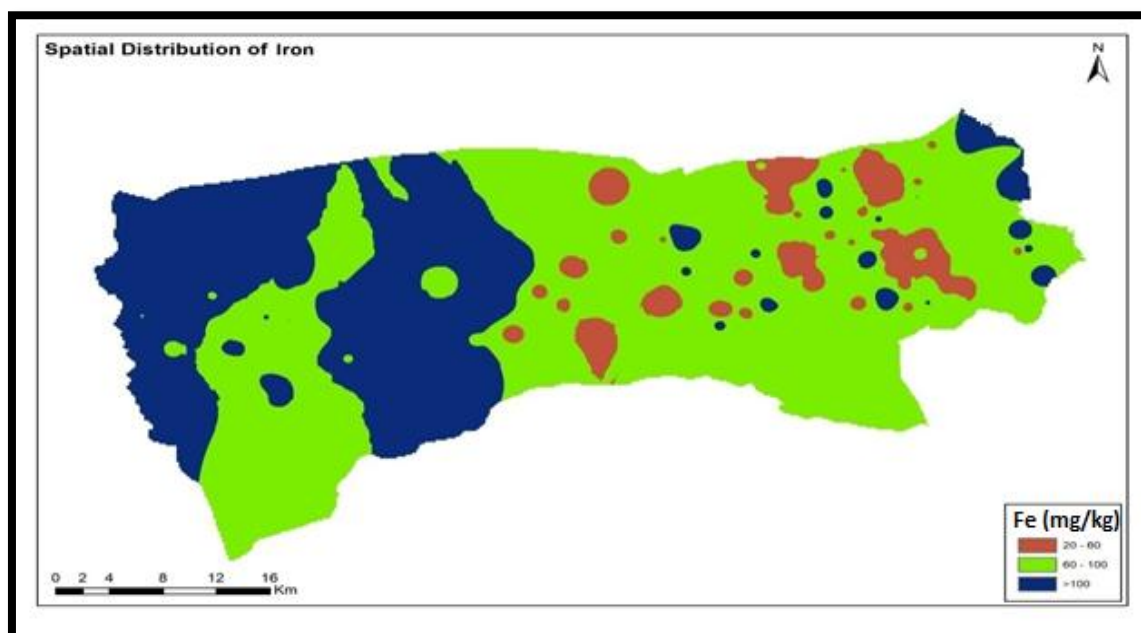 Spatial Distribution of Iron
N
Fe (mg/kg)
20 - 60
60 - 100
>100
0 2 4 8 12 16
Km